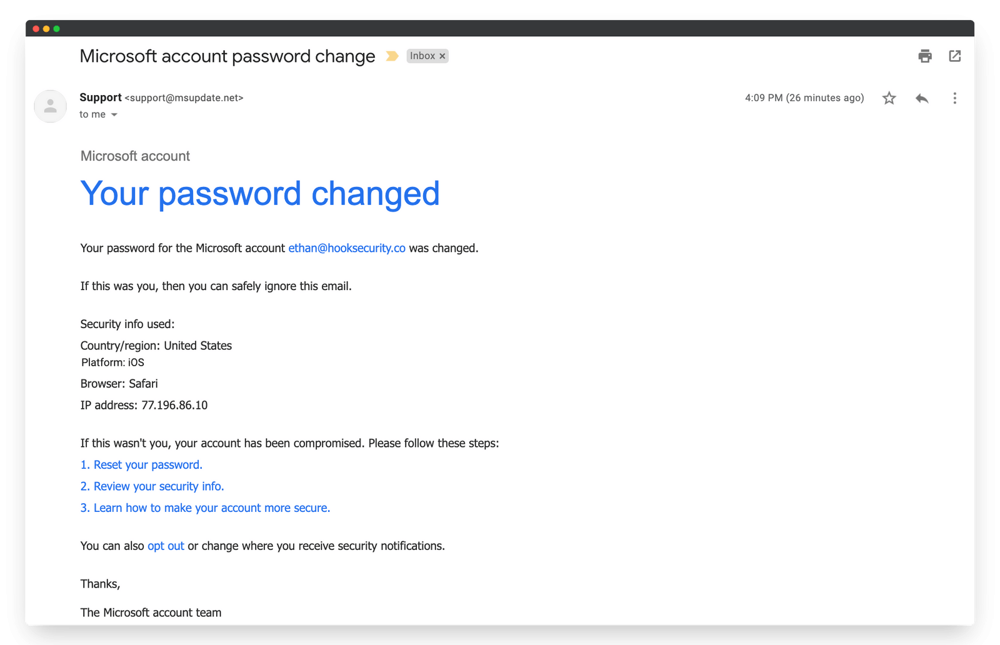 Microsoft account password change Inbox ×
Support <support@msupdate.net> 4:09 PM (26 minutes ago)
to me
Microsoft account
Your password changed
Your password for the Microsoft account ethan@hooksecurity.co was changed.
If this was you, then you can safely ignore this email.
Security info used:
Country/region: United States
Platform: iOS
Browser: Safari
IP address: 77.196.86.10
If this wasn't you, your account has been compromised. Please follow these steps:
1. Reset your password.
2. Review your security info.
3. Learn how to make your account more secure.
You can also opt out or change where you receive security notifications.
Thanks,
The Microsoft account team